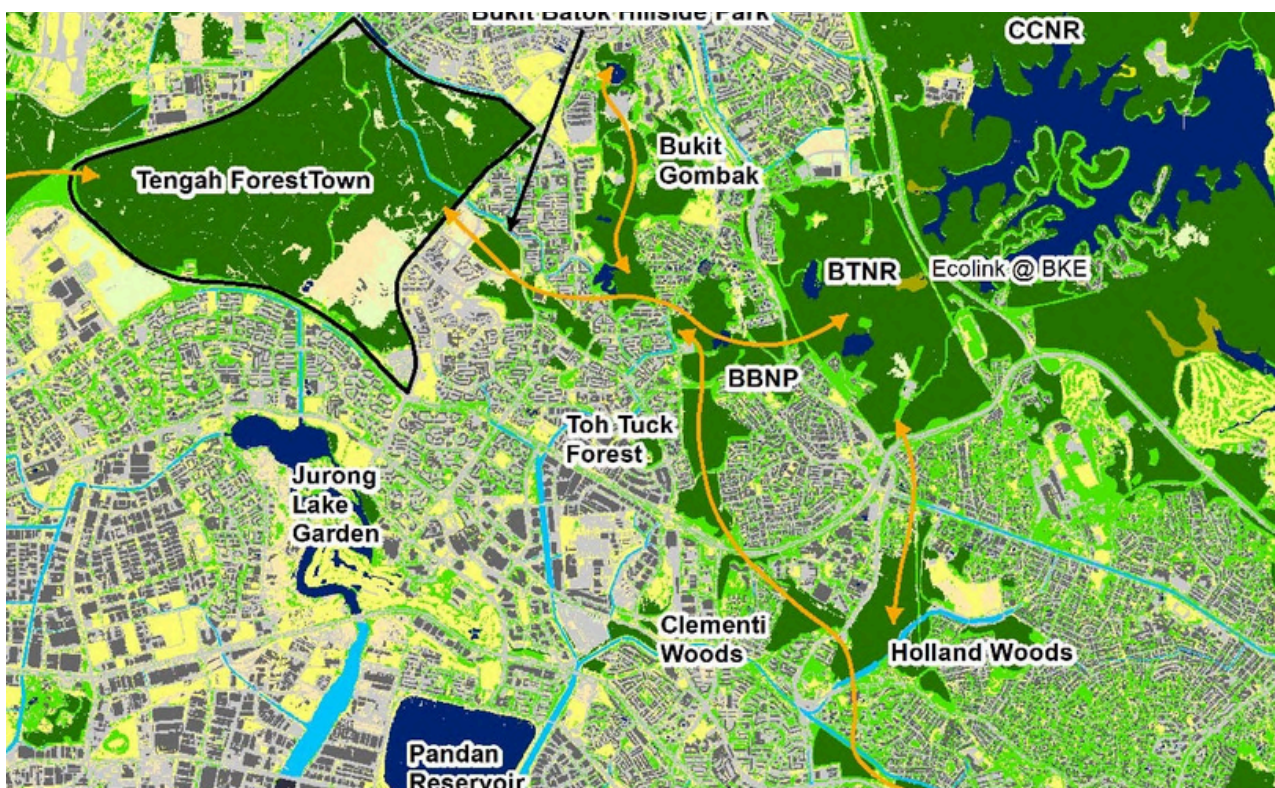 Bukit Batok Hillside Park
CCNR
Bukit
Gombak
Tengah ForestTown
BTNR
Ecolink @ BKE
BBNP
Toh Tuck
Forest
Jurong
Lake
Garden
Clementi
Woods
Holland Woods
Pandan
Reservoir